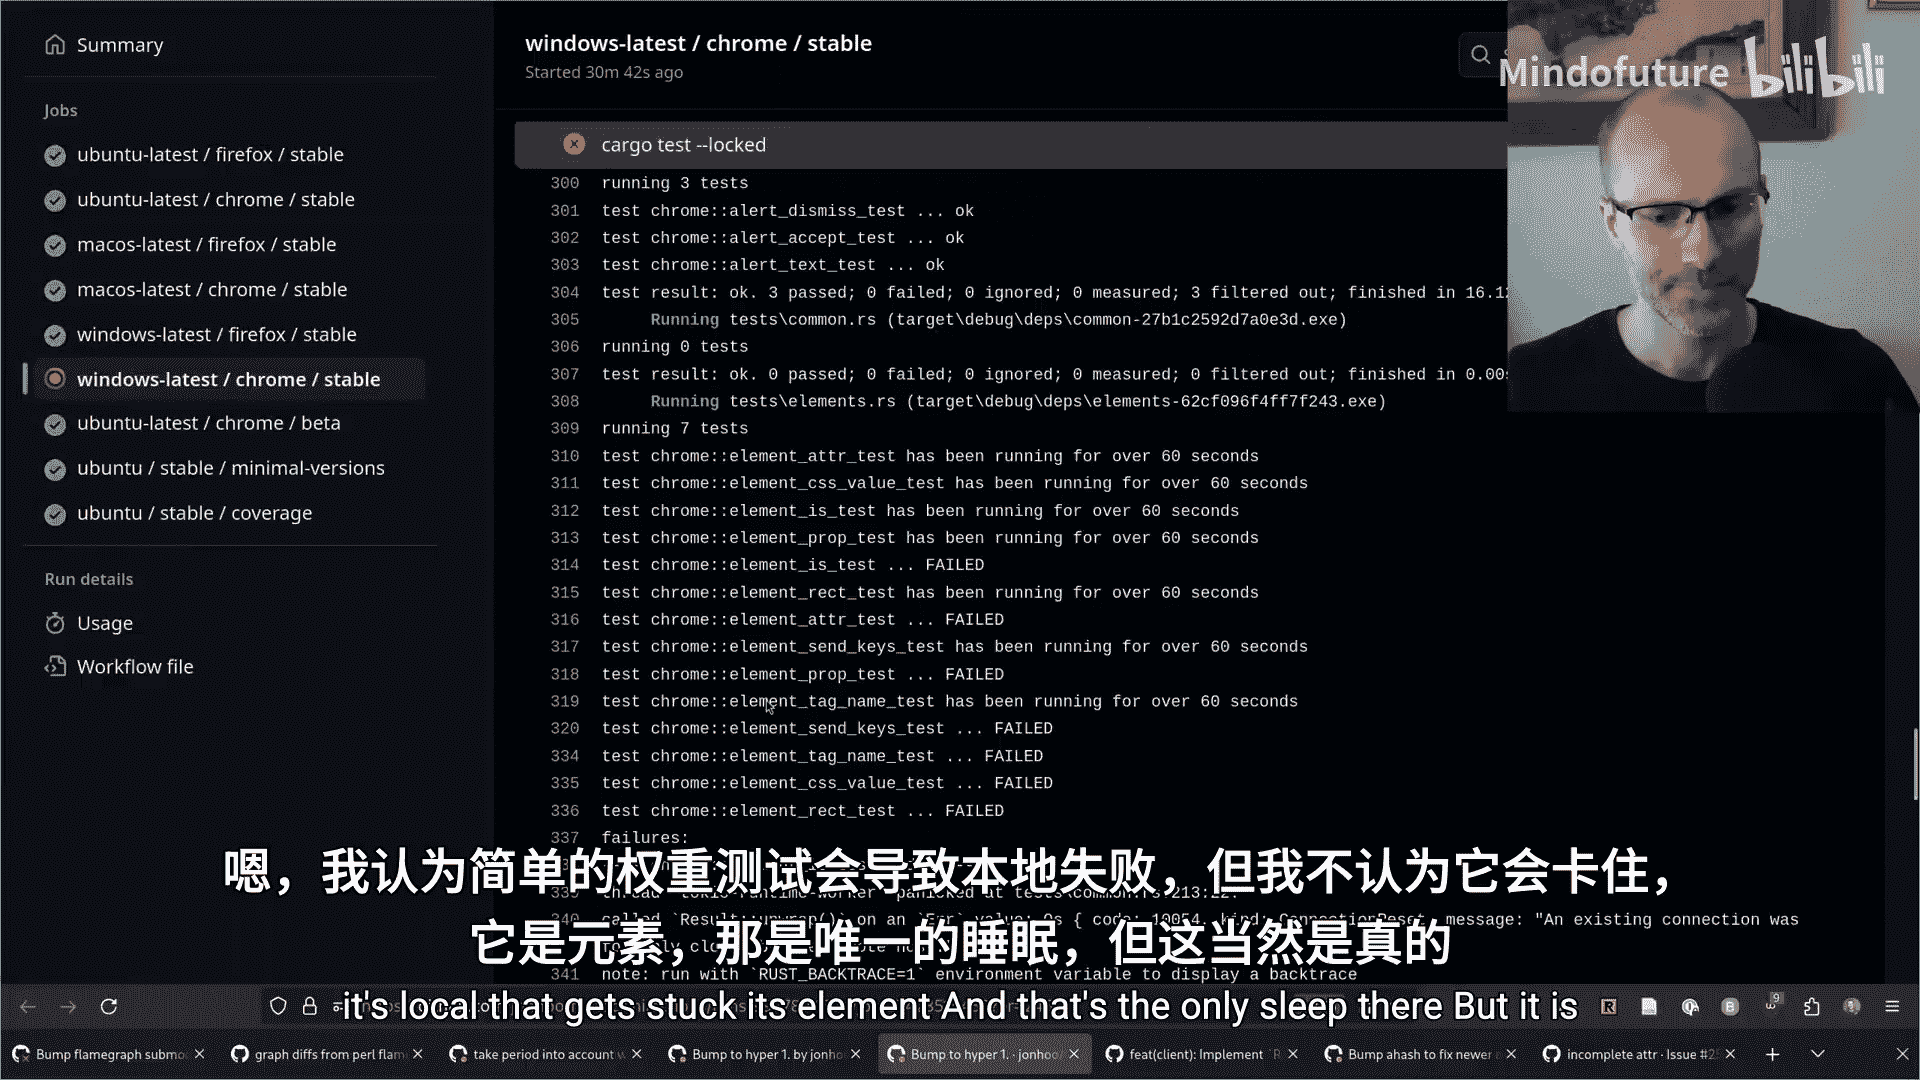 Summary
Jobs
ubuntu-latest / firefox / stable
ubuntu-latest / chrome / stable
macos-latest / firefox / stable
macos-latest / chrome / stable
windows-latest / firefox / stable
windows-latest / chrome / stable
ubuntu-latest / chrome / beta
ubuntu / stable / minimal-versions
ubuntu / stable / coverage
Run details
Usage
Workflow file
windows-latest / chrome / stable
Started 30m 42s ago
Mindofuture bilibili
cargo test --locked
300 running 3 tests
301 test chrome::alert_dismiss_test ... ok
302 test chrome::alert_accept_test ... ok
303 test chrome::alert_text_test ... ok
304 test result: ok. 3 passed; 0 failed; 0 ignored; 0 measured; 3 filtered out; finished in 16.12
305 Running tests\common.rs (target\debug\deps\common-27b1c2592d7a0e3d.exe)
306 running 0 tests
307 test result: ok. 0 passed; 0 failed; 0 ignored; 0 measured; 0 filtered out; finished in 0.00s
308 Running tests\elements.rs (target\debug\deps\elements-62cf096f4ff7f243.exe)
309 running 7 tests
310 test chrome::element_attr_test has been running for over 60 seconds
311 test chrome::element_css_value_test has been running for over 60 seconds
312 test chrome::element_is_test has been running for over 60 seconds
313 test chrome::element_prop_test has been running for over 60 seconds
314 test chrome::element_is_test ... FAILED
315 test chrome::element_rect_test has been running for over 60 seconds
316 test chrome::element_attr_test ... FAILED
317 test chrome::element_send_keys_test has been running for over 60 seconds
318 test chrome::element_prop_test ... FAILED
319 test chrome::element_tag_name_test has been running for over 60 seconds
320 test chrome::element_send_keys_test ... FAILED
334 test chrome::element_tag_name_test ... FAILED
335 test chrome::element_css_value_test ... FAILED
336 test chrome::element_rect_test ... FAILED
337 failures:
嗯，我认为简单的权重测试会导致本地失败，但我不认为它会卡住，
340 message: "An existing connection was
它是元素，那是唯一的睡眠，但这当然是真的
341 note: run with `RUST_BACKTRACE=1` environment variable to display a backtrace
it's local that gets stuck its element And that's the only sleep there But it is
Bump flamegraph submo
graph diffs from perl flam
take period into account w
Bump to hyper 1. by jonho
Bump to hyper 1. · jonhoo/
feat(client): Implement `R
Bump ahash to fix newer
incomplete attr · Issue #2